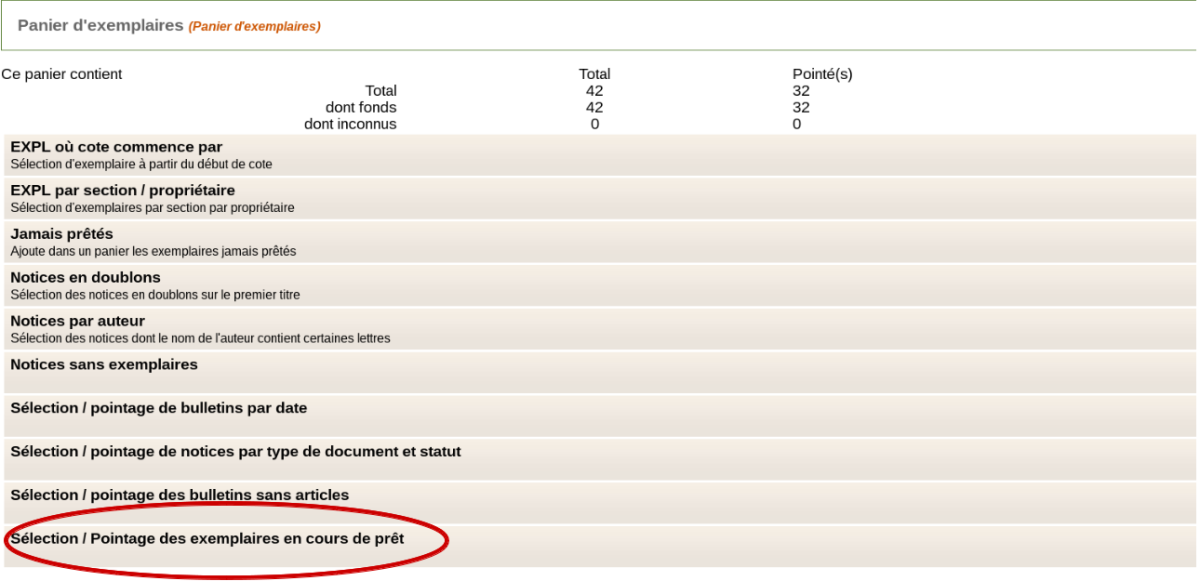 Panier d'exemplaires (Panier d'exemplaires)
Ce panier contient Total Pointé(s)
Total 42 32
dont fonds 42 32
dont inconnus 0 0
EXPL où cote commence par
Sélection d'exemplaire à partir du début de cote
EXPL par section / propriétaire
Sélection d'exemplaires par section par propriétaire
Jamais prêtés
Ajoute dans un panier les exemplaires jamais prêtés
Notices en doublons
Sélection des notices en doublons sur le premier titre
Notices par auteur
Sélection des notices dont le nom de l'auteur contient certaines lettres
Notices sans exemplaires
Sélection / pointage de bulletins par date
Sélection / pointage de notices par type de document et statut
Sélection / pointage des bulletins sans articles
Sélection / Pointage des exemplaires en cours de prêt